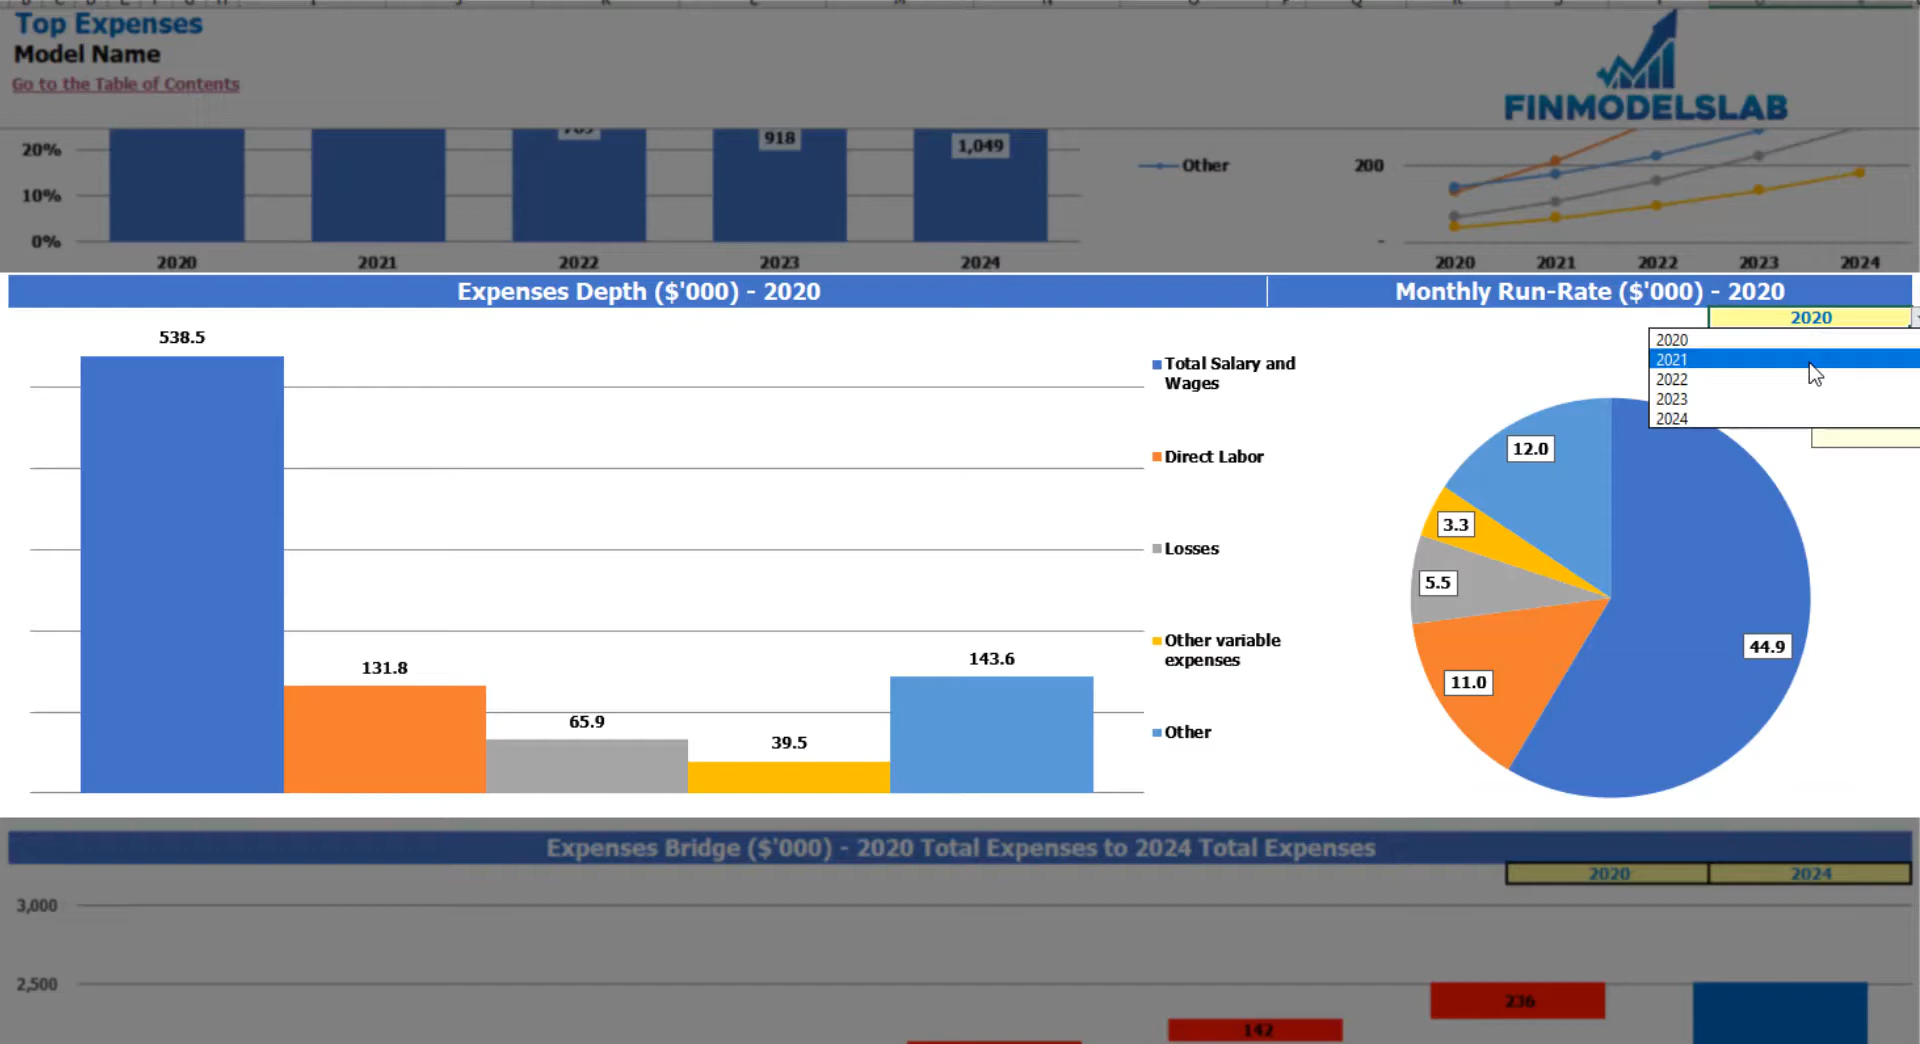 Top Expenses
Model Name
Go to the Table of Contents
FINMODELSLAB
20%
10%
0%
918
1,049
2020 2021 2022 2023 2024
Other
200
-
2020 2021 2022 2023 2024
Expenses Depth ($'000) - 2020
Monthly Run-Rate ($'000) - 2020
2020
2020
2021
2022
2023
2024
538.5
131.8
65.9
39.5
143.6
Total Salary and
Wages
Direct Labor
Losses
Other variable
expenses
Other
12.0
3.3
5.5
11.0
44.9
Expenses Bridge ($'000) - 2020 Total Expenses to 2024 Total Expenses
2020 2024
3,000
2,500
236
142